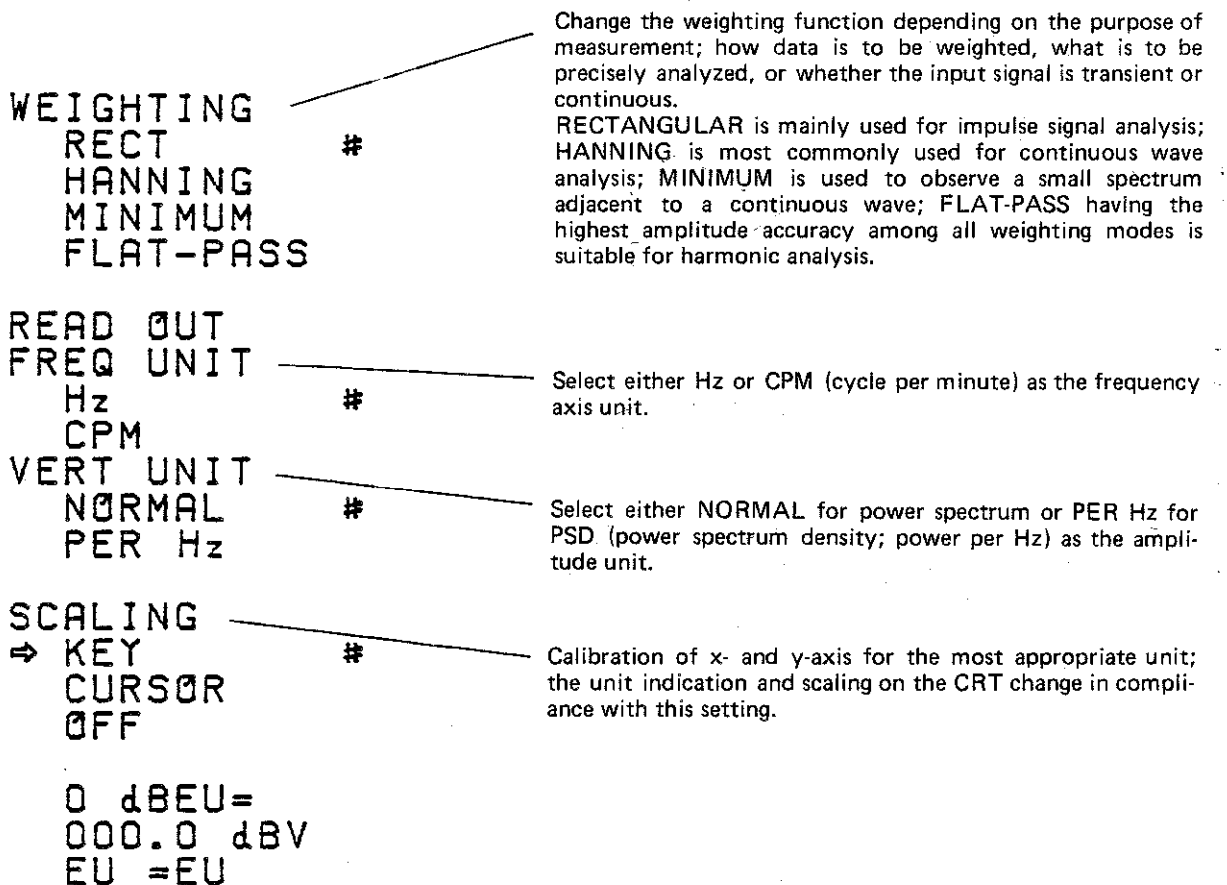 Change the weighting function depending on the purpose of
measurement; how data is to be weighted, what is to be
precisely analyzed, or whether the input signal is transient or
continuous.
RECTANGULAR is mainly used for impulse signal analysis;
HANNING is most commonly used for continuous wave
analysis; MINIMUM is used to observe a small spectrum
adjacent to a continuous wave; FLAT-PASS having the
highest amplitude accuracy among all weighting modes is
suitable for harmonic analysis.
WEIGHTING
RECT #
HANNING
MINIMUM
FLAT-PASS
READ OUT
FREQ UNIT
Hz #
CPM
Select either Hz or CPM (cycle per minute) as the frequency
axis unit.
VERT UNIT
NORMAL #
PER Hz
Select either NORMAL for power spectrum or PER Hz for
PSD (power spectrum density; power per Hz) as the ampli-
tude unit.
SCALING
⇨ KEY #
CURSOR
OFF
Calibration of x- and y-axis for the most appropriate unit;
the unit indication and scaling on the CRT change in compli-
ance with this setting.
0 dBEU=
000.0 dBV
EU =EU